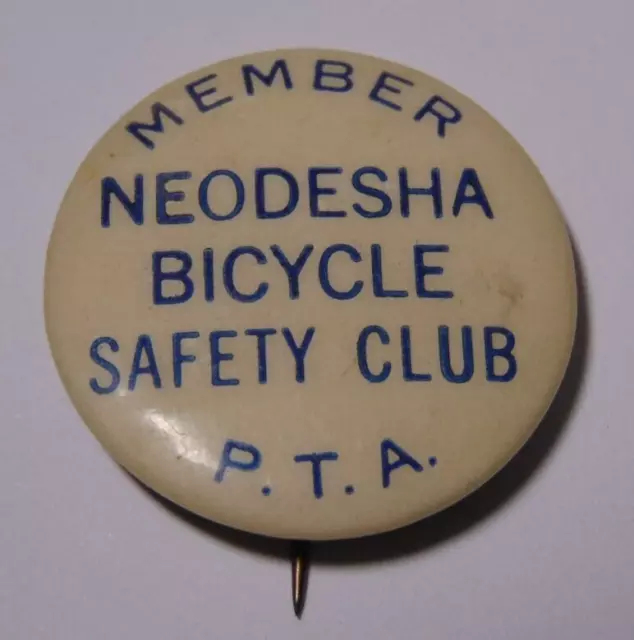 MEMBER
NEODESHA
BICYCLE
SAFETY CLUB
P.T.A.